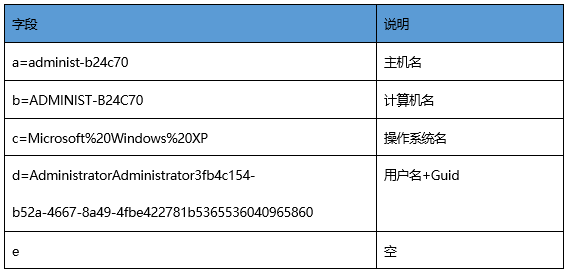 字段 说明
a=administ-b24c70 主机名
b=ADMINIST-B24C70 计算机名
c=Microsoft%20Windows%20XP 操作系统名
d=AdministratorAdministrator3fb4c154- 用户名+Guid
b52a-4667-8a49-4fbe422781b5365536040965860
e 空